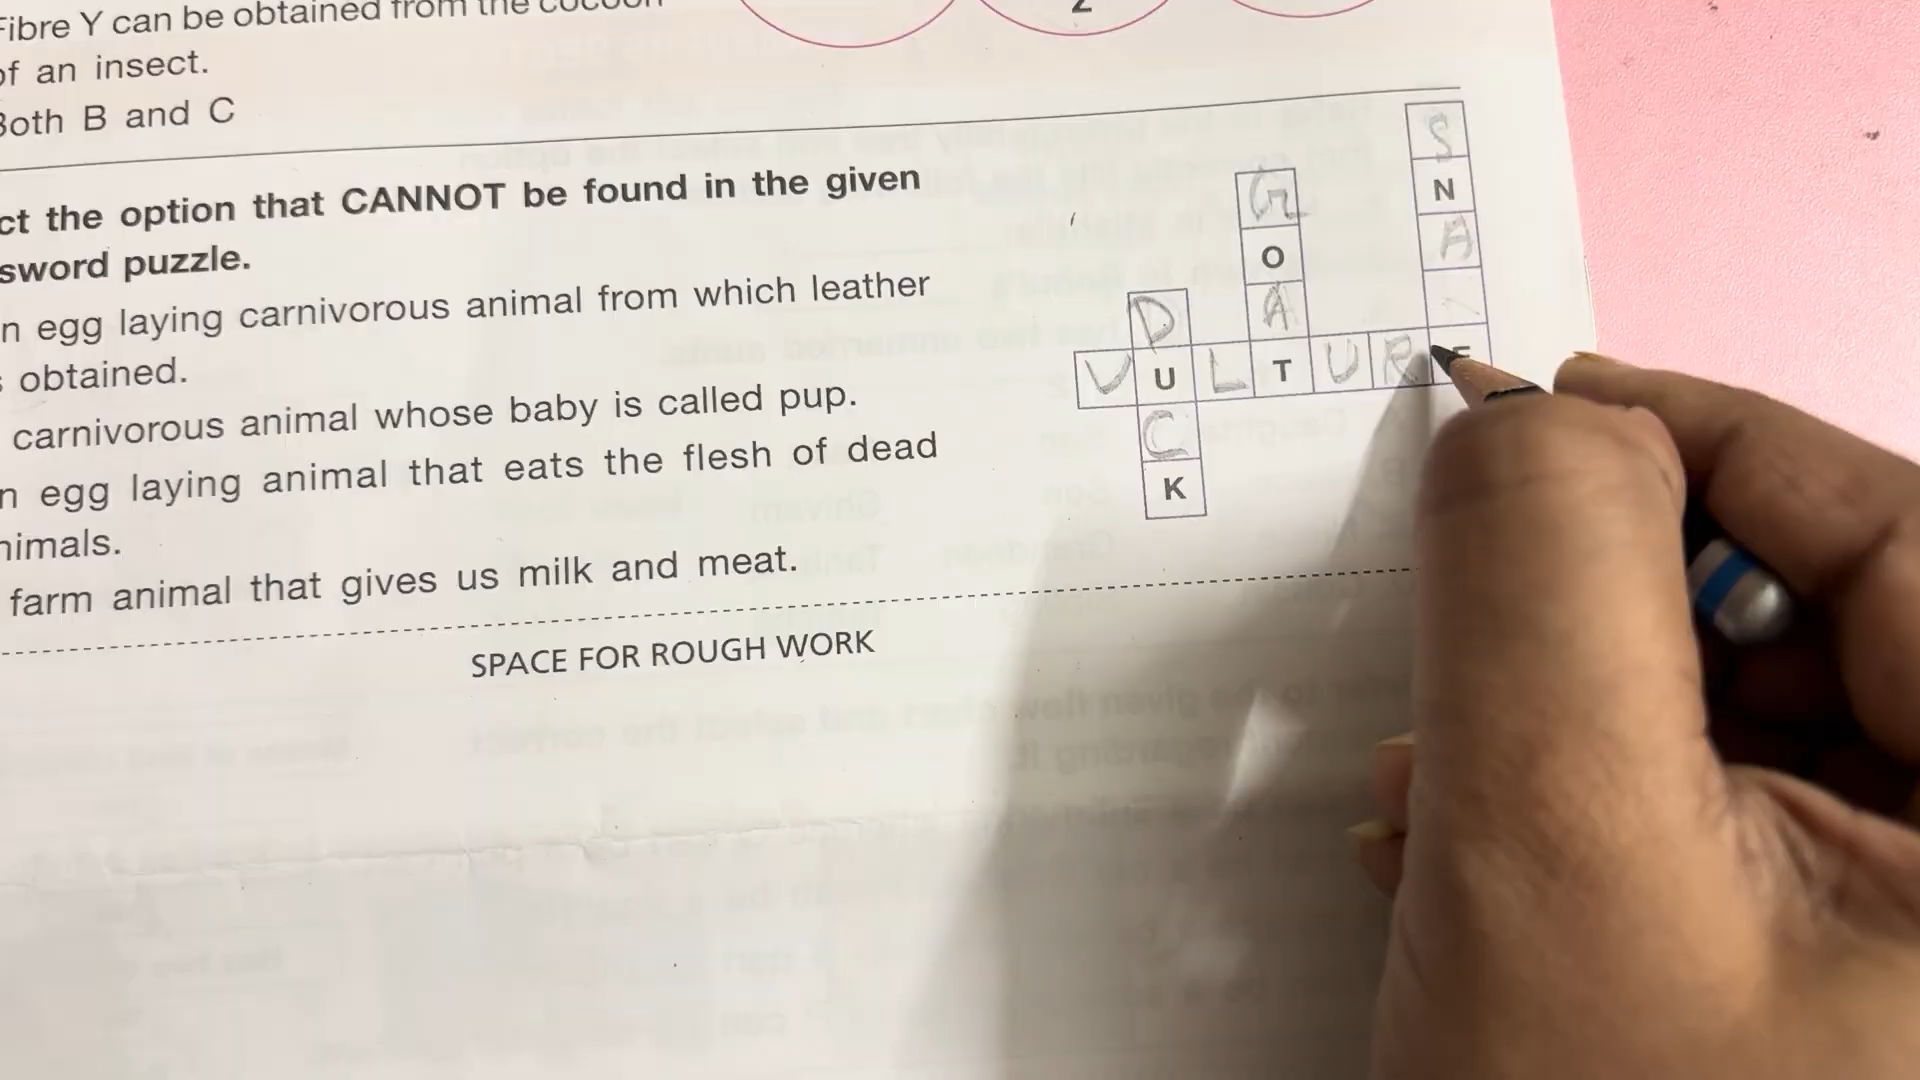 Fibre Y can be obtained from the cocoon
of an insect.
Both B and C
ct the option that CANNOT be found in the given
sword puzzle.
n egg laying carnivorous animal from which leather
s obtained.
carnivorous animal whose baby is called pup.
n egg laying animal that eats the flesh of dead
nimals.
farm animal that gives us milk and meat.
SPACE FOR ROUGH WORK
Z
S
N
A
G
O
A
D
V U L T U R E
C
K